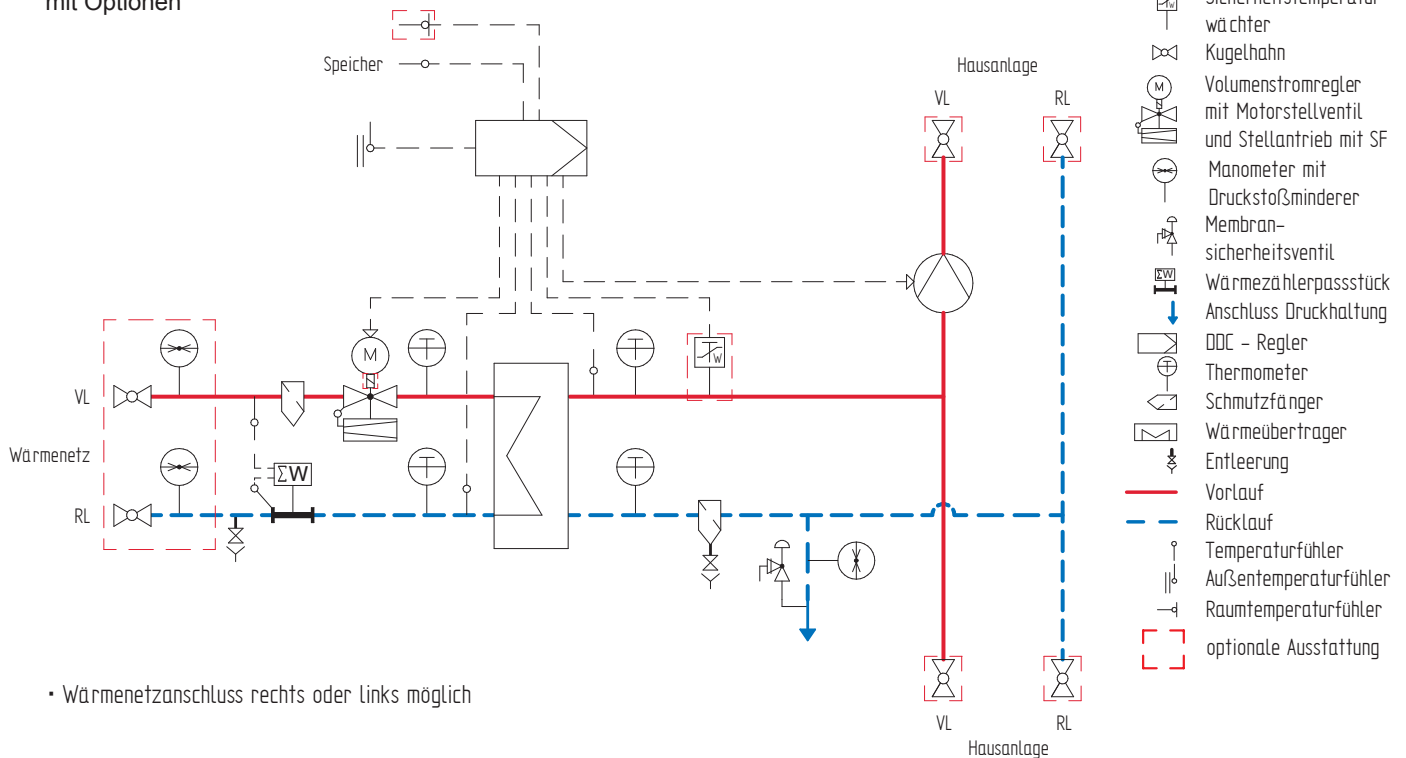 mit Optionen
Speicher
Hausanlage
VL
RL
M
T
T
W
VL
Wärmenetz
ΣW
T
T
RL
VL
RL
Hausanlage
▪ Wärmenetzanschluss rechts oder links möglich
W
Sicherheitstemperatur-
wächter
Kugelhahn
M
Volumenstromregler
mit Motorstellventil
und Stellantrieb mit SF
Manometer mit
Druckstoßminderer
Membran-
sicherheitsventil
ΣW
Wärmezählerpassstück
Anschluss Druckhaltung
DDC - Regler
T
Thermometer
Schmutzfänger
Wärmeübertrager
Entleerung
Vorlauf
Rücklauf
Temperaturfühler
Außentemperaturfühler
Raumtemperaturfühler
optionale Ausstattung